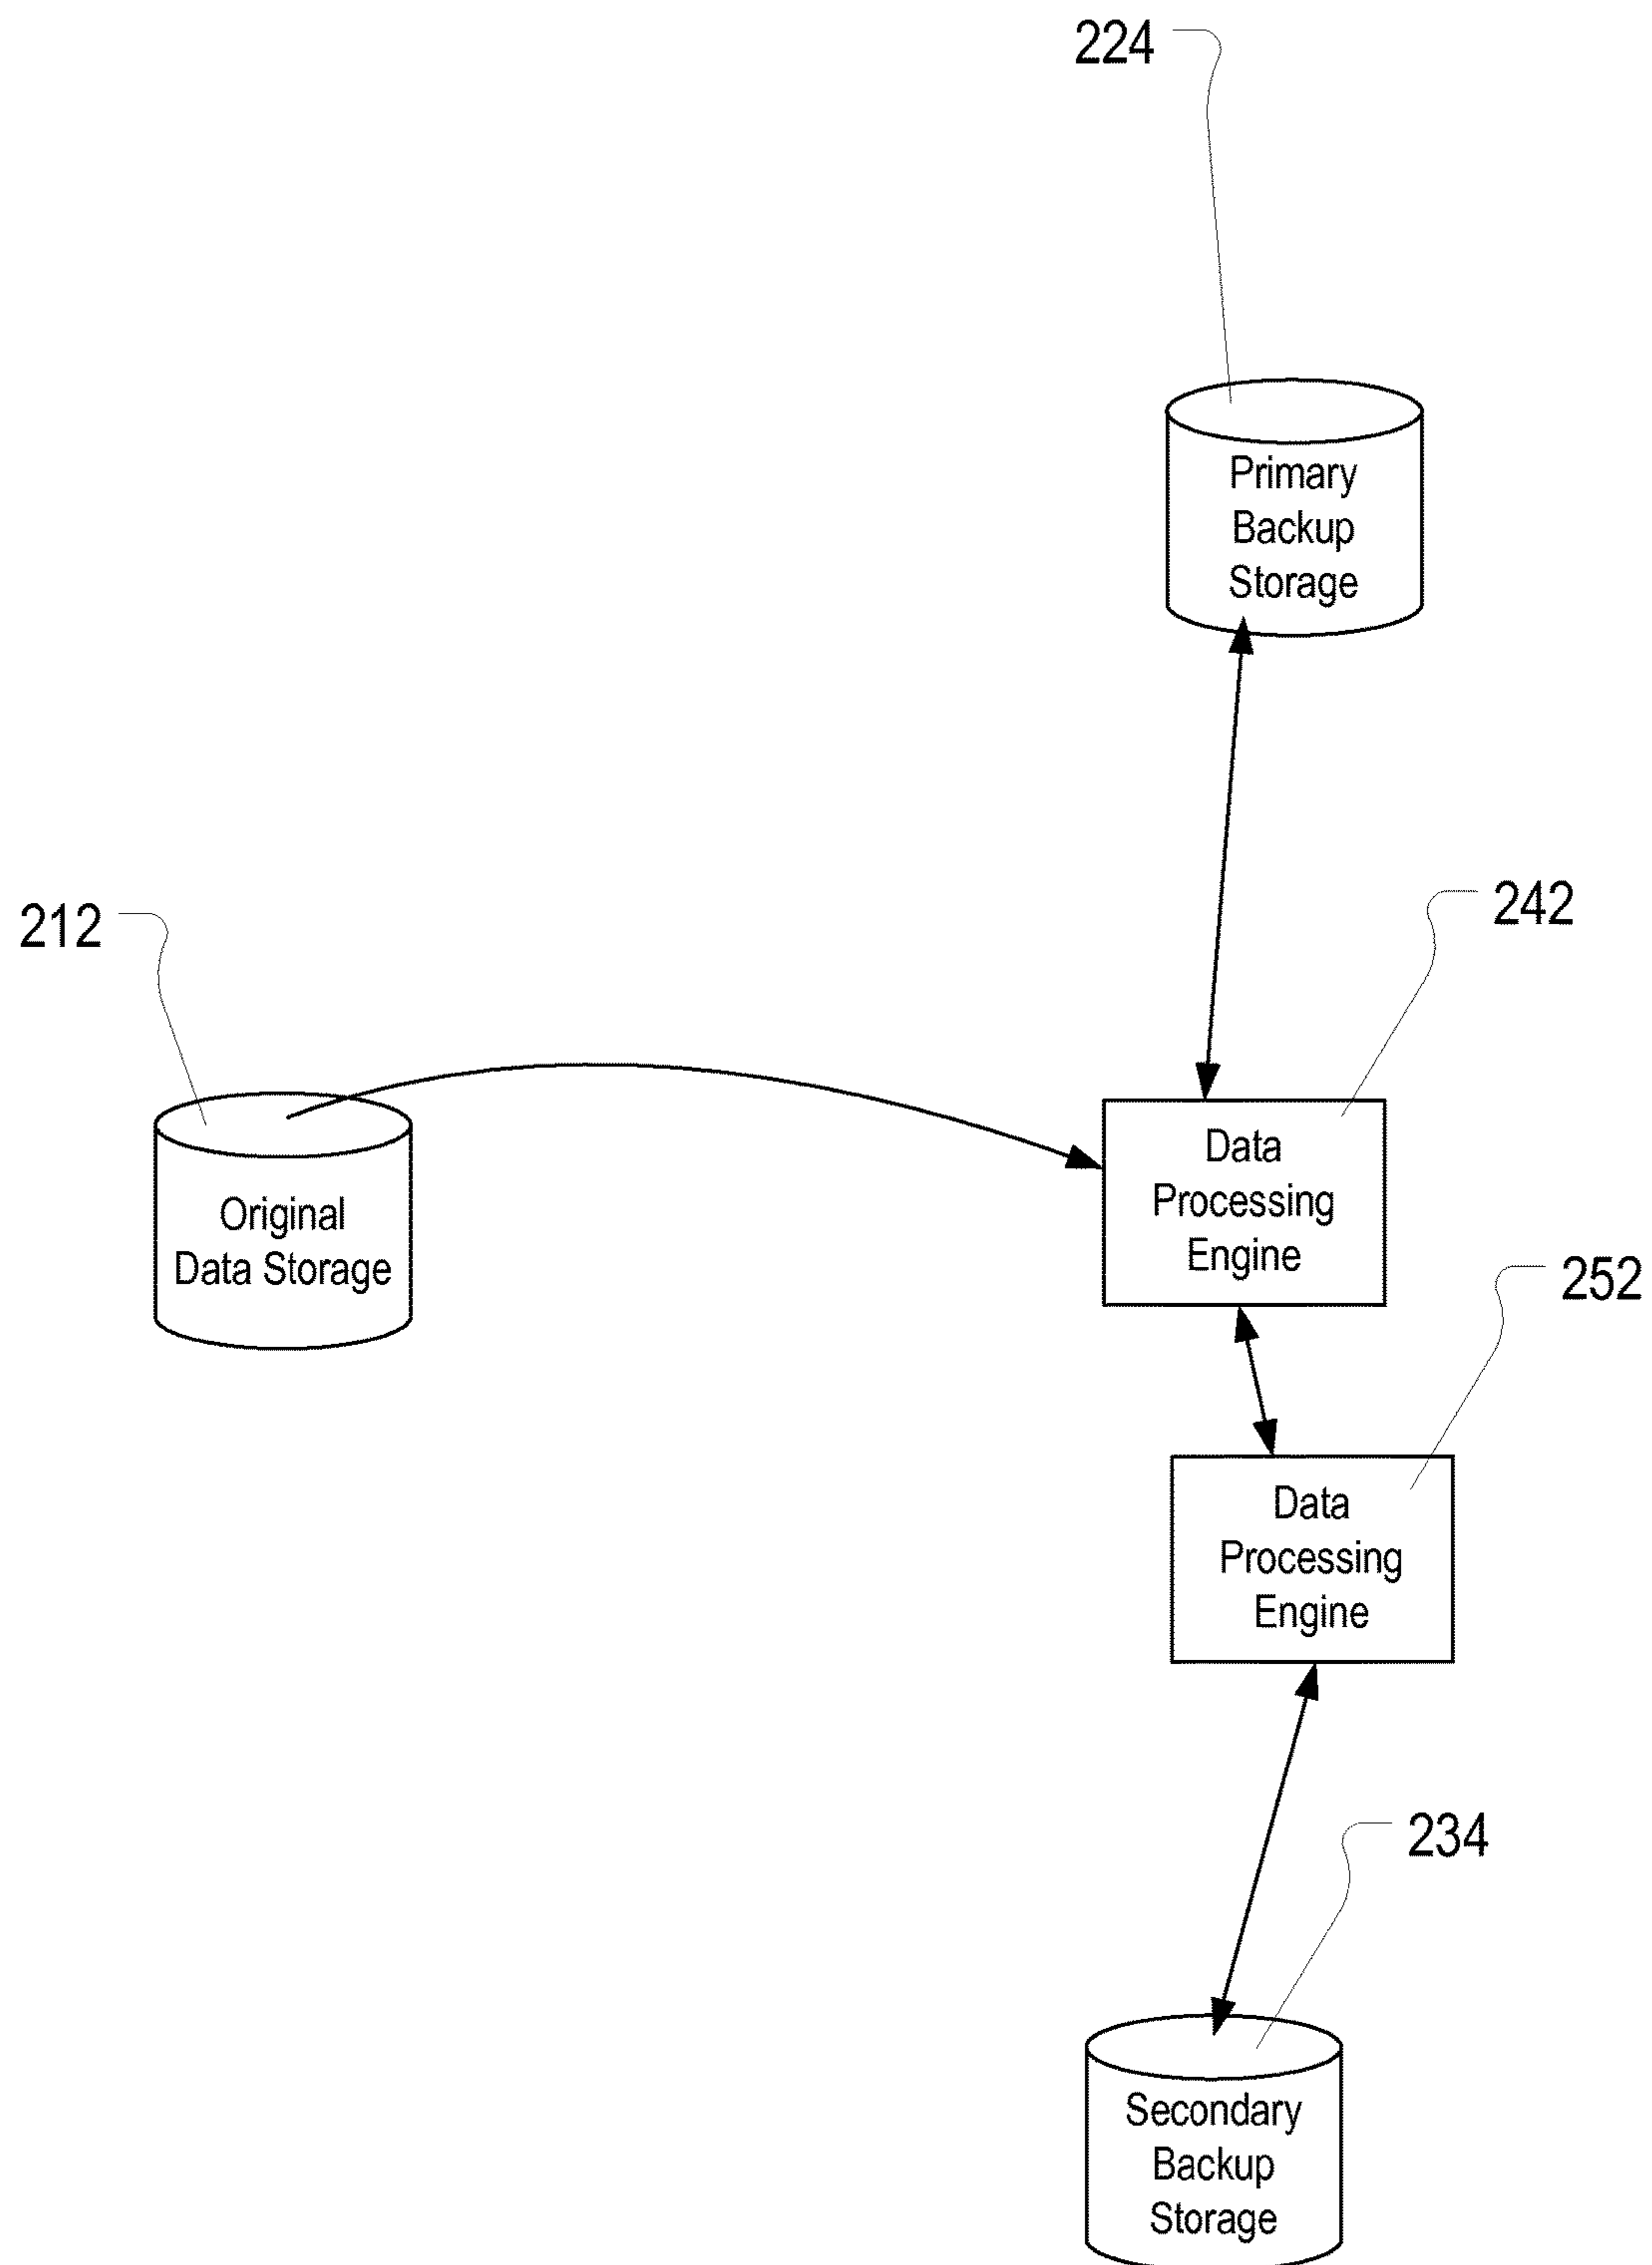 224
Primary
Backup
Storage
212
242
Original
Data Storage
Data
Processing
Engine
252
Data
Processing
Engine
234
Secondary
Backup
Storage